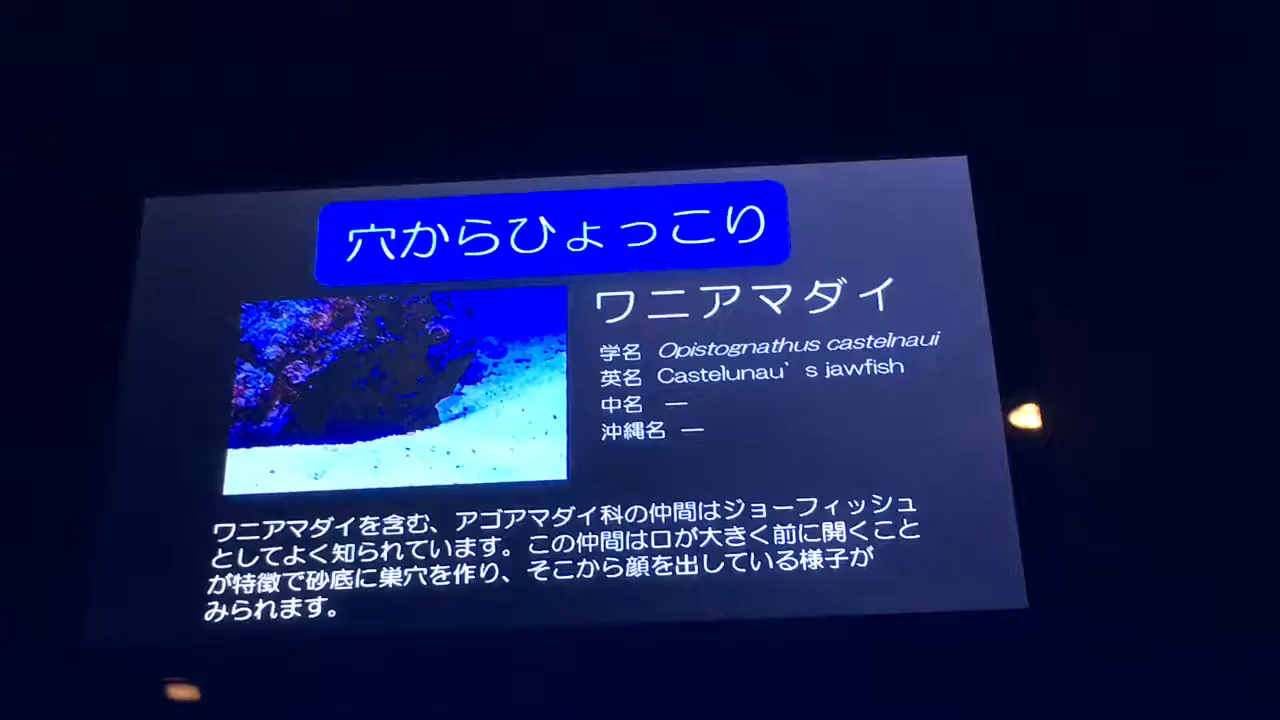 穴からひょっこり
ワニアマダイ
学名 Opistognathus castelnaui
英名 Castelunau’s jawfish
中名 ―
沖縄名 ―
ワニアマダイを含む、アゴアマダイ科の仲間はジョーフィッシュ
としてよく知られています。この仲間は口が大きく前に開くこと
が特徴で砂底に巣穴を作り、そこから顔を出している様子が
みられます。